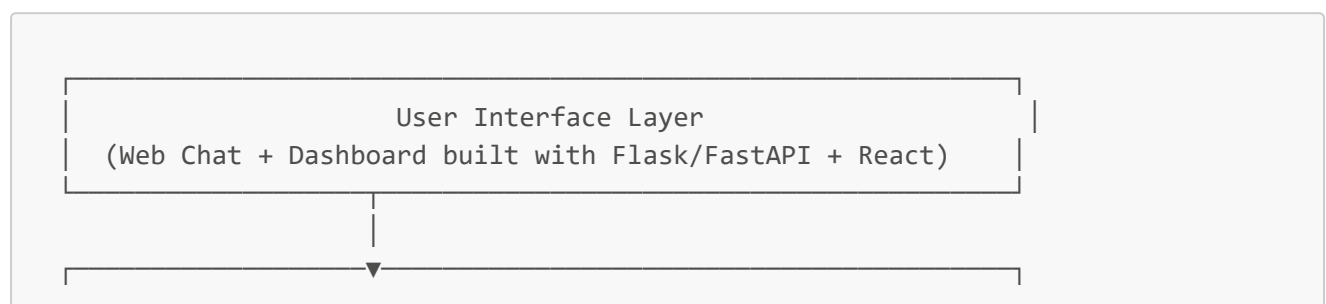 User Interface Layer
(Web Chat + Dashboard built with Flask/FastAPI + React)